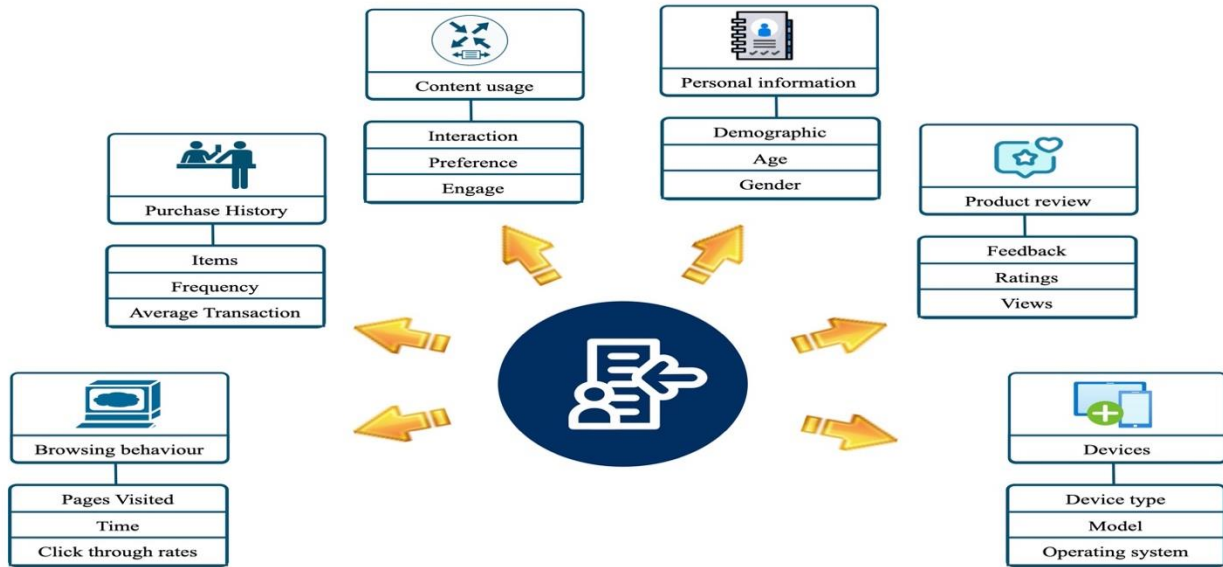 Content usage
Interaction
Preference
Engage
Personal information
Demographic
Age
Gender
Purchase History
Items
Frequency
Average Transaction
Product review
Feedback
Ratings
Views
Browsing behaviour
Pages Visited
Time
Click through rates
Devices
Device type
Model
Operating system